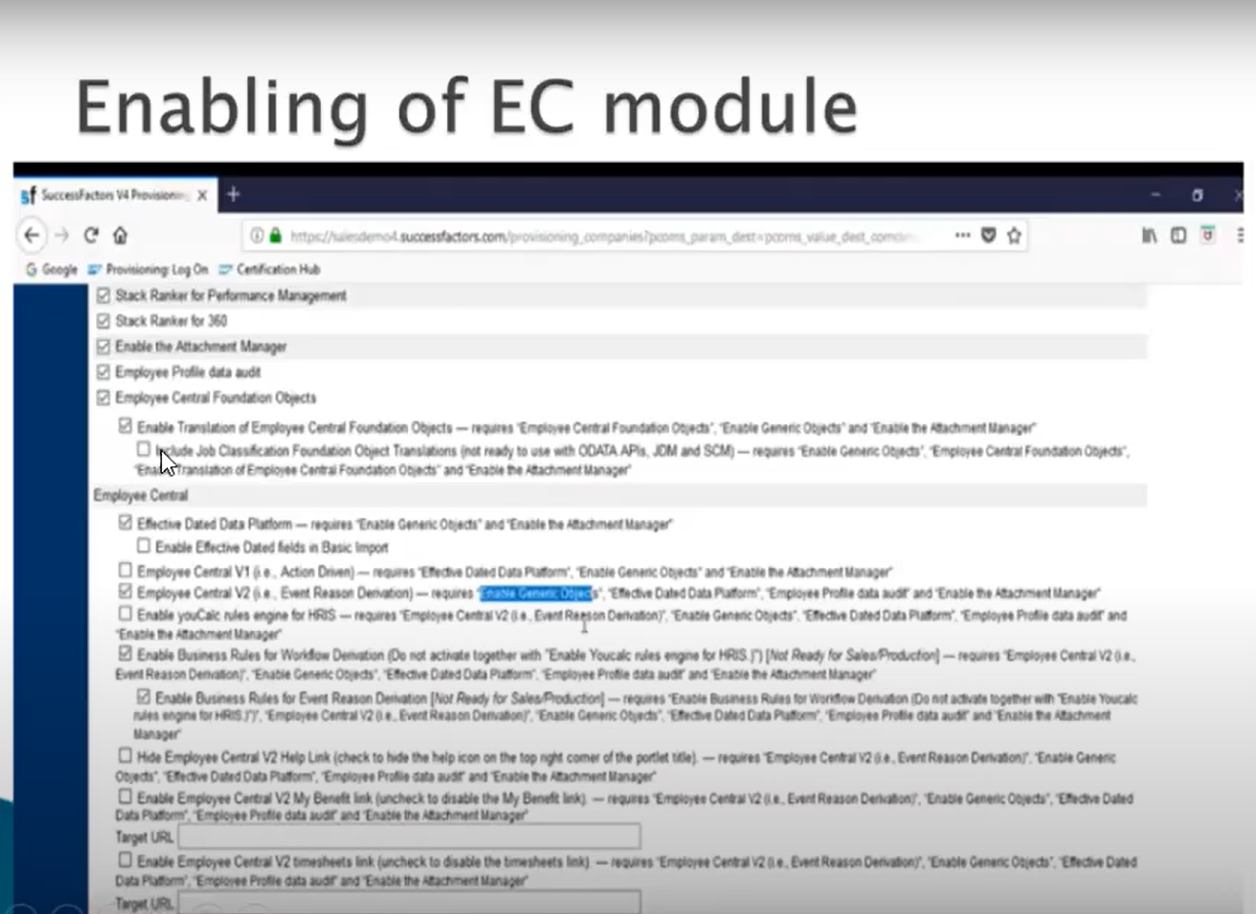 Enabling of EC module
SuccessFactors V4 Provisioning
https://salesdemo4.successfactors.com/provisioning_companies?pcoms_param_dest=pcoms_value_dest_comdin
Google Provisioning: Log On Certification Hub
Stack Ranker for Performance Management
Stack Ranker for 360
Enable the Attachment Manager
Employee Profile data audit
Employee Central Foundation Objects
Enable Translation of Employee Central Foundation Objects — requires "Employee Central Foundation Objects", "Enable Generic Objects" and "Enable the Attachment Manager"
Include Job Classification Foundation Object Translations (not ready to use with ODATA APIs, JDM and SCM) — requires "Enable Generic Objects", "Employee Central Foundation Objects",
"Enable Translation of Employee Central Foundation Objects" and "Enable the Attachment Manager"
Employee Central
Effective Dated Data Platform — requires "Enable Generic Objects" and "Enable the Attachment Manager"
Enable Effective Dated fields in Basic Import
Employee Central V1 (i.e., Action Driven) — requires "Effective Dated Data Platform", "Enable Generic Objects" and "Enable the Attachment Manager"
Employee Central V2 (i.e., Event Reason Derivation) — requires "Enable Generic Objects", "Effective Dated Data Platform", "Employee Profile data audit" and "Enable the Attachment Manager"
Enable youCalc rules engine for HRIS — requires "Employee Central V2 (i.e., Event Reason Derivation)", "Enable Generic Objects", "Effective Dated Data Platform", "Employee Profile data audit" and
"Enable the Attachment Manager"
Enable Business Rules for Workflow Derivation (Do not activate together with "Enable Youcalc rules engine for HRIS.)") [Not Ready for Sales/Production] — requires "Employee Central V2 (i.e.,
Event Reason Derivation)", "Enable Generic Objects", "Effective Dated Data Platform", "Employee Profile data audit" and "Enable the Attachment Manager"
Enable Business Rules for Event Reason Derivation [Not Ready for Sales/Production] — requires "Enable Business Rules for Workflow Derivation (Do not activate together with "Enable Youcalc
rules engine for HRIS.)")", "Employee Central V2 (i.e., Event Reason Derivation)", "Enable Generic Objects", "Effective Dated Data Platform", "Employee Profile data audit" and "Enable the Attachment
Manager"
Hide Employee Central V2 Help Link (check to hide the help icon on the top right corner of the portlet title). — requires "Employee Central V2 (i.e., Event Reason Derivation)", "Enable Generic
Objects", "Effective Dated Data Platform", "Employee Profile data audit" and "Enable the Attachment Manager"
Enable Employee Central V2 My Benefit link (uncheck to disable the My Benefit link). — requires "Employee Central V2 (i.e., Event Reason Derivation)", "Enable Generic Objects", "Effective Dated
Data Platform", "Employee Profile data audit" and "Enable the Attachment Manager"
Target URL
Enable Employee Central V2 timesheets link (uncheck to disable the timesheets link). — requires "Employee Central V2 (i.e., Event Reason Derivation)", "Enable Generic Objects", "Effective Dated
Data Platform", "Employee Profile data audit" and "Enable the Attachment Manager"
Target URL